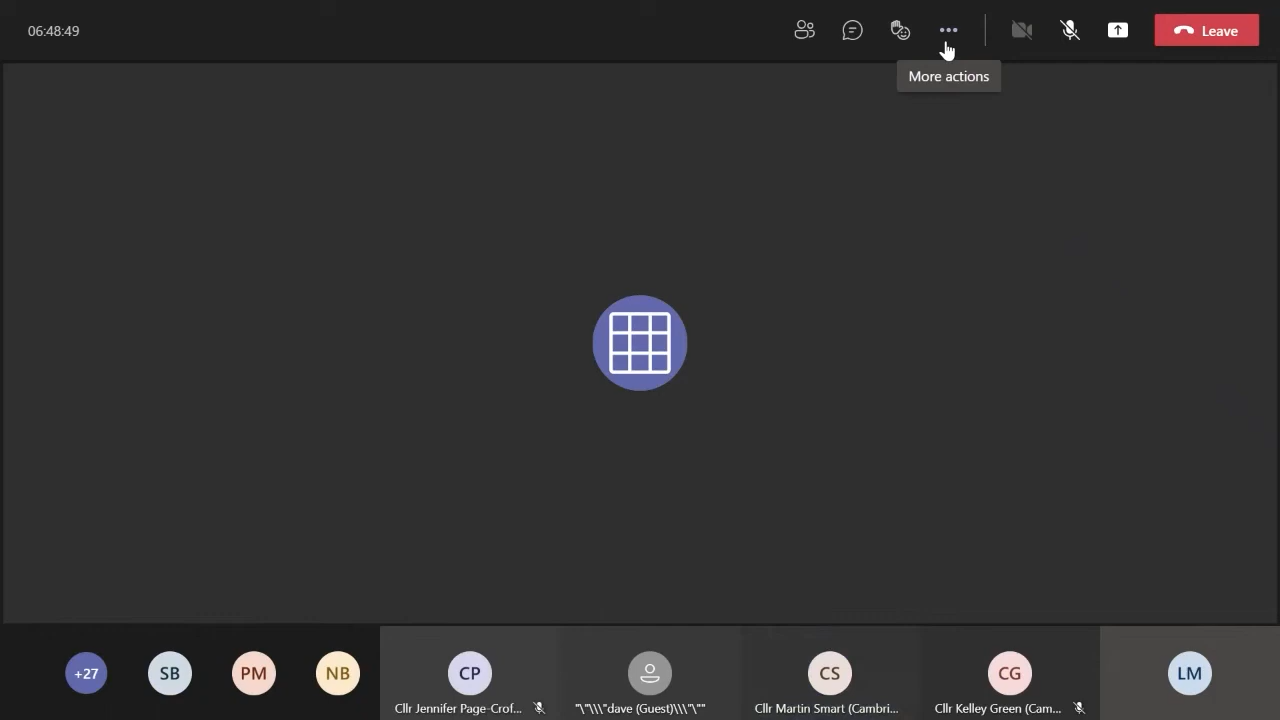 06:48:49
Leave
More actions
+27
SB
PM
NB
CP
CS
CG
LM
Cllr Jennifer Page-Crof...
"\"\\\"dave (Guest)\\\"\""
Cllr Martin Smart (Cambri...
Cllr Kelley Green (Cam...